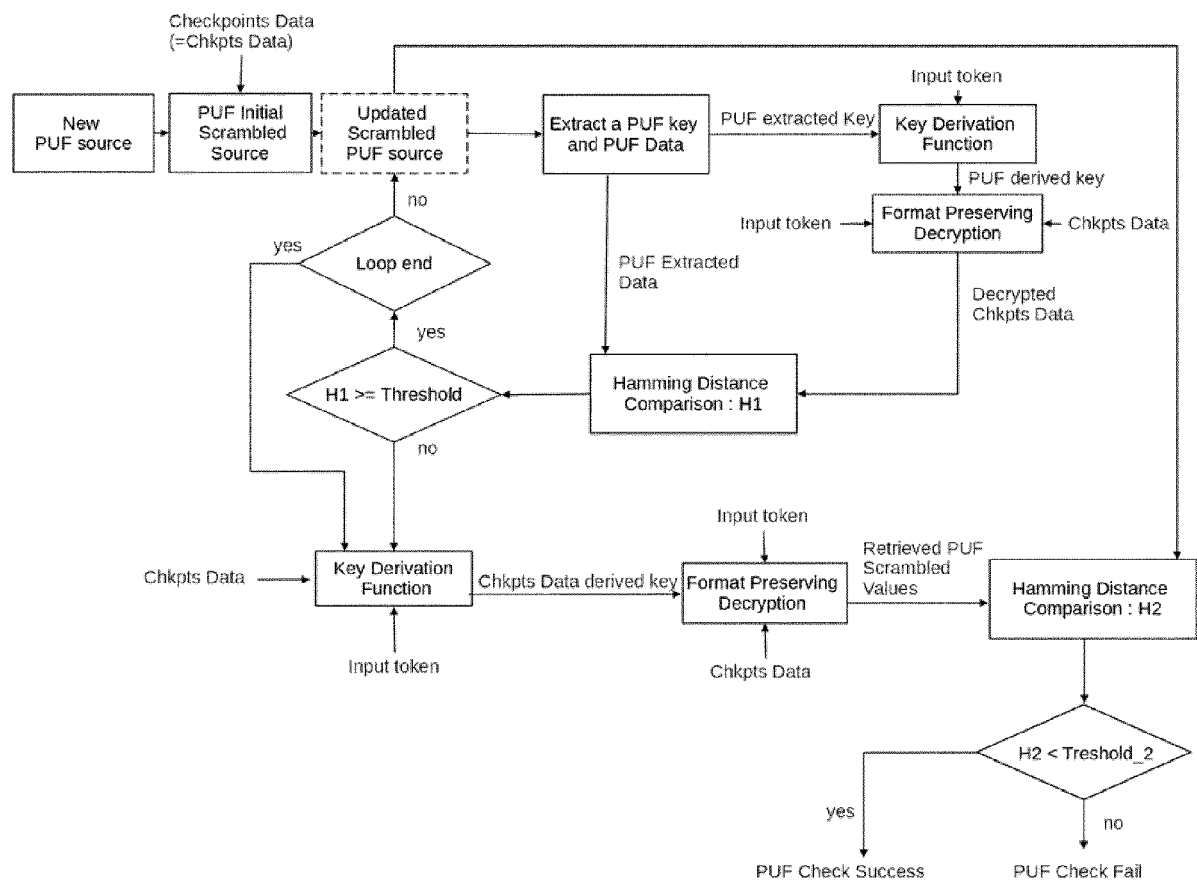 Checkpoints Data
(=Chkpts Data)
New
PUF source
PUF Initial
Scrambled
Source
Updated
Scrambled
PUF source
Extract a PUF key
and PUF Data
PUF extracted Key
Input token
Key Derivation
Function
PUF derived key
Input token
Format Preserving
Decryption
Chkpts Data
no
yes
Loop end
PUF Extracted
Data
Decrypted
Chkpts Data
yes
H1 >= Threshold
Hamming Distance
Comparison : H1
no
Input token
Chkpts Data
Key Derivation
Function
Chkpts Data derived key
Format Preserving
Decryption
Retrieved PUF
Scrambled
Values
Hamming Distance
Comparison : H2
Input token
Chkpts Data
H2 < Treshold_2
yes
no
PUF Check Success
PUF Check Fail